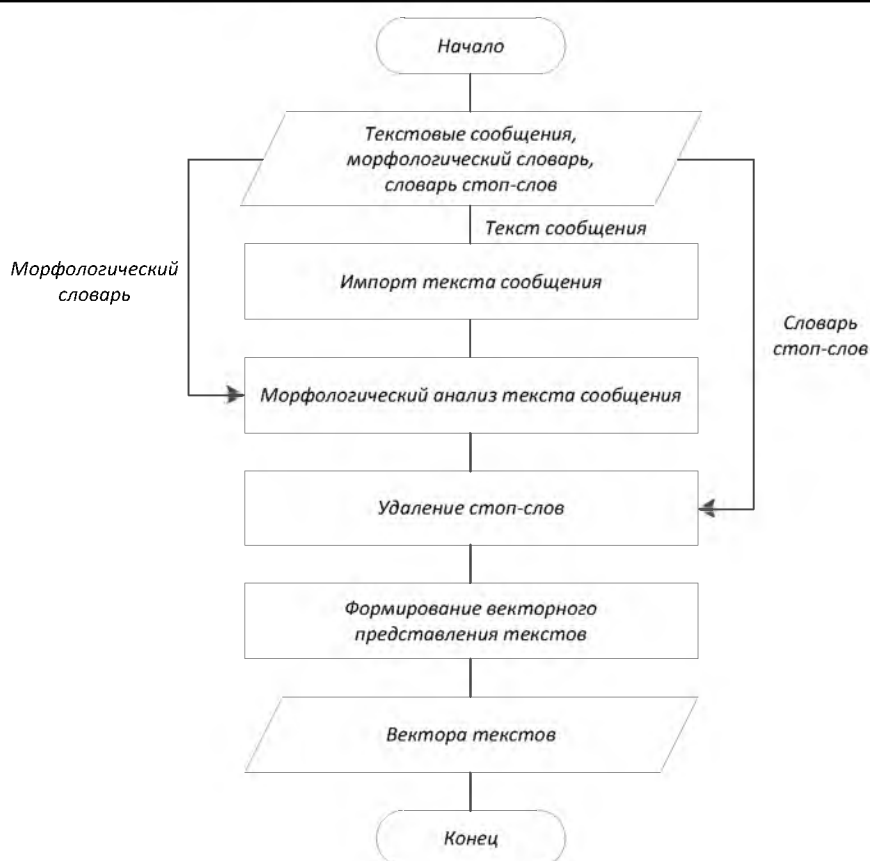 Начало
Текстовые сообщения,
морфологический словарь,
словарь стоп-слов
Текст сообщения
Морфологический
словарь
Импорт текста сообщения
Словарь
стоп-слов
Морфологический анализ текста сообщения
Удаление стоп-слов
Формирование векторного
представления текстов
Вектора текстов
Конец